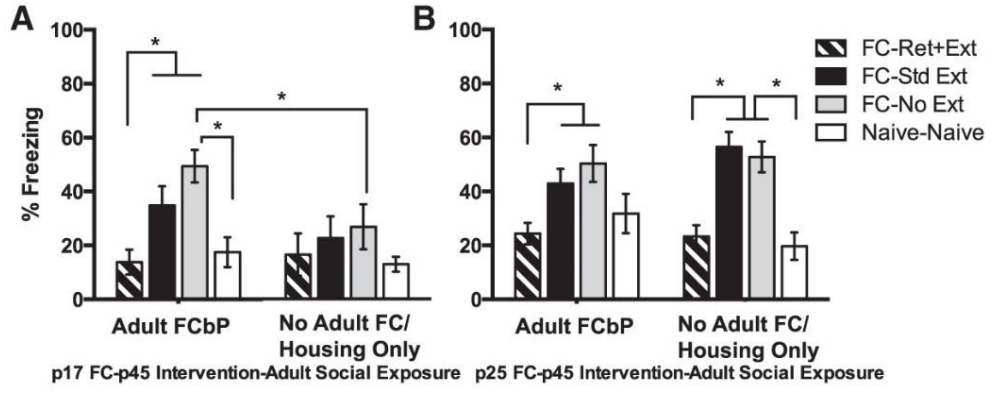 A
B
100
80
60
40
20
0
% Freezing
*
*
*
Adult FCbP
No Adult FC/
Housing Only
p17 FC-p45 Intervention-Adult Social Exposure
100
80
60
40
20
0
*
*
*
Adult FCbP
No Adult FC/
Housing Only
p25 FC-p45 Intervention-Adult Social Exposure
FC-Ret+Ext
FC-Std Ext
FC-No Ext
Naive-Naive